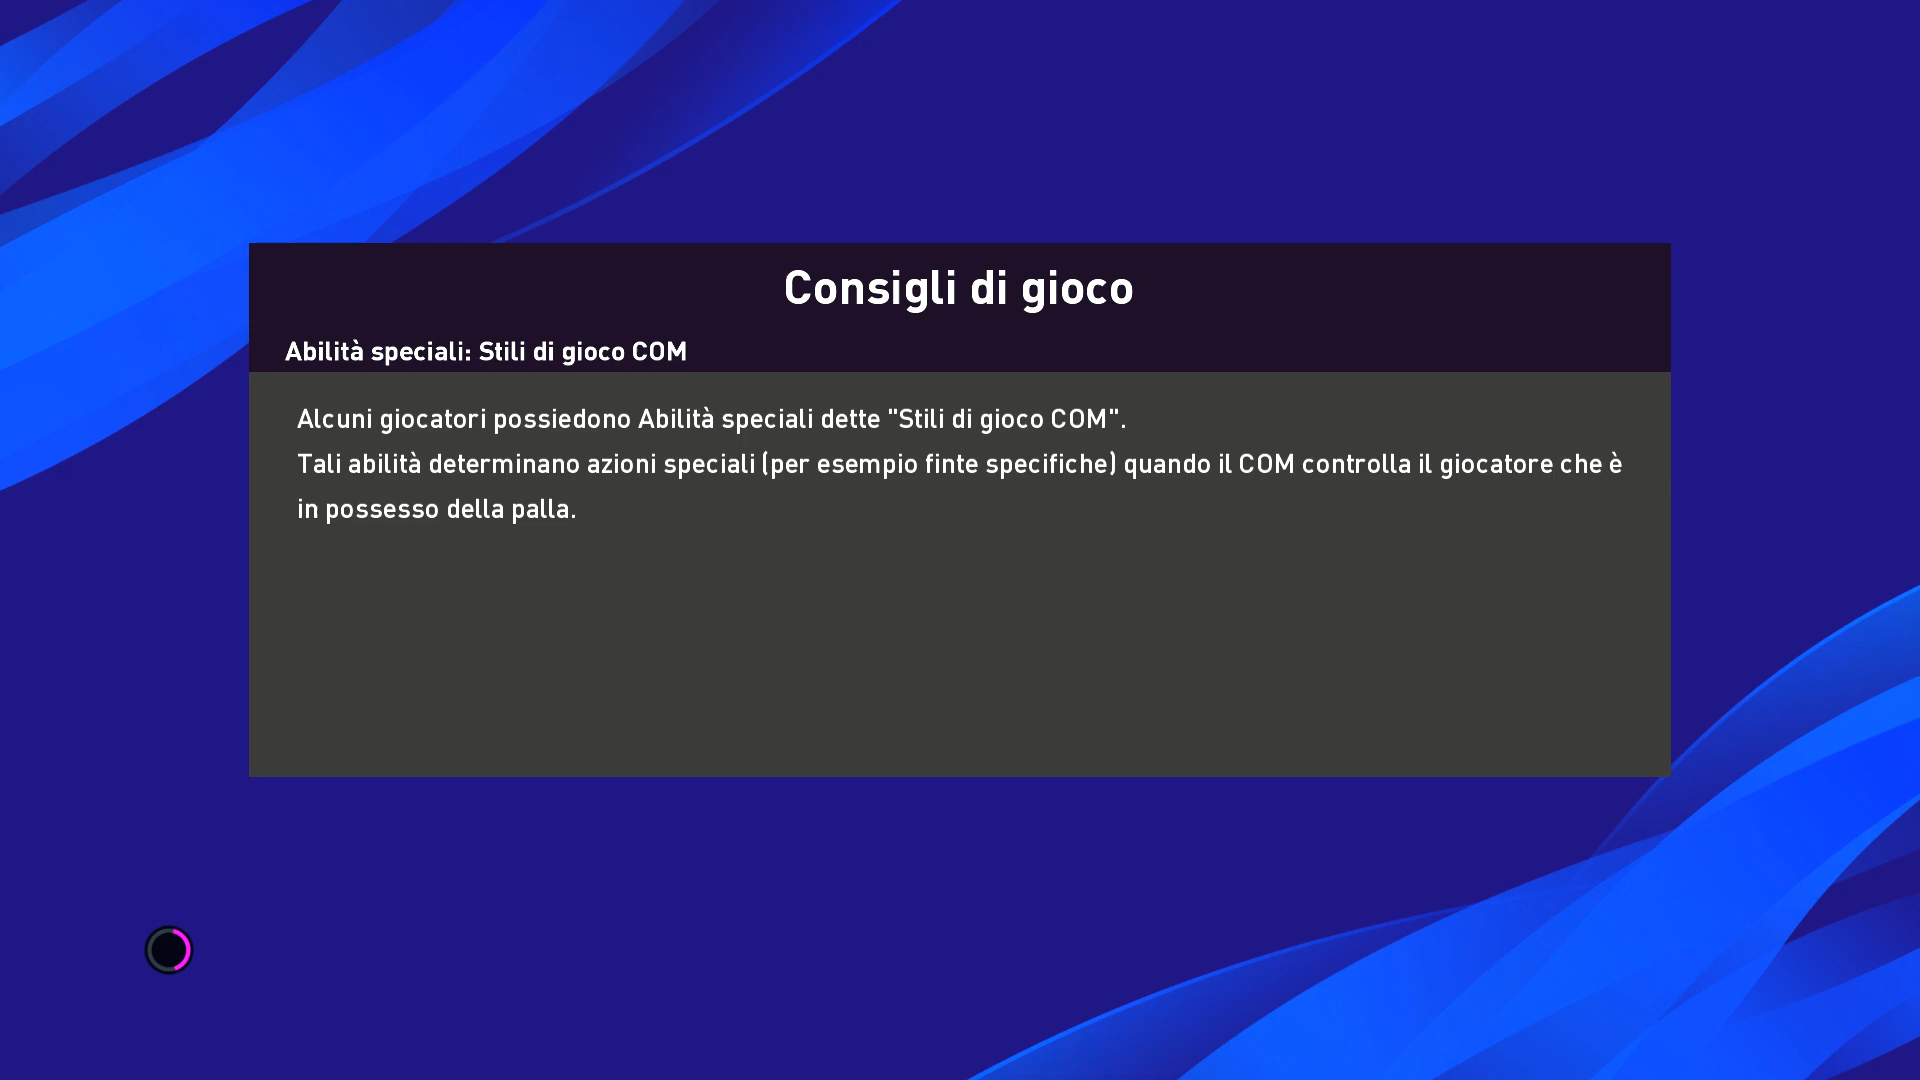 Consigli di gioco
Abilità speciali: Stili di gioco COM
Alcuni giocatori possiedono Abilità speciali dette "Stili di gioco COM".
Tali abilità determinano azioni speciali (per esempio finte specifiche) quando il COM controlla il giocatore che è
in possesso della palla.